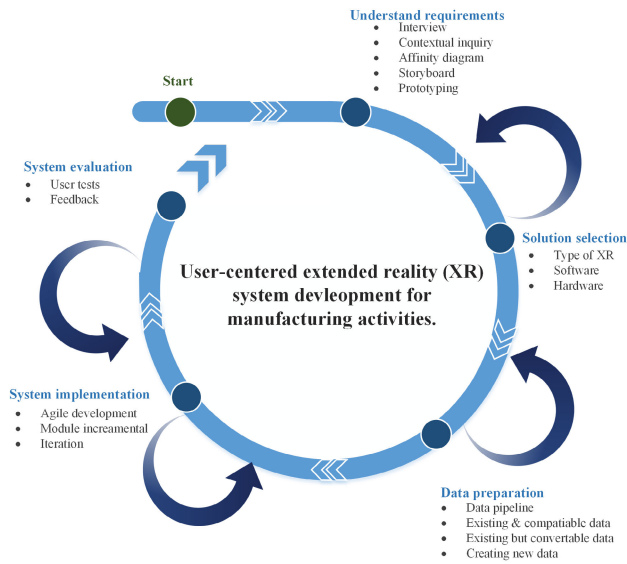 Understand requirements
• Interview
• Contextual inquiry
• Affinity diagram
• Storyboard
• Prototyping
Start
System evaluation
• User tests
• Feedback
Solution selection
• Type of XR
• Software
• Hardware
User-centered extended reality (XR)
system devleopment for
manufacturing activities.
System implementation
• Agile development
• Module increamental
• Iteration
Data preparation
• Data pipeline
• Existing & compatiable data
• Existing but convertable data
• Creating new data